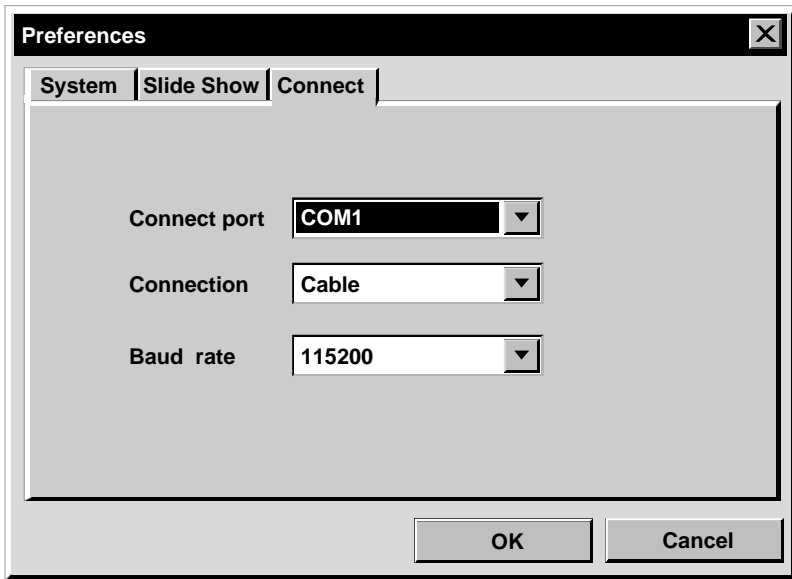 Preferences
System Slide Show Connect
Connect port COM1
Connection Cable
Baud rate 115200
OK Cancel